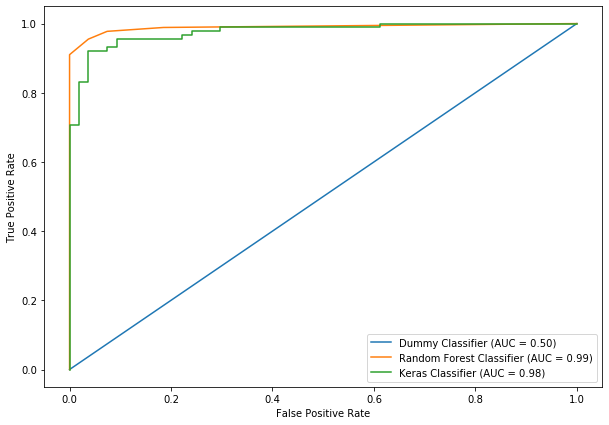 1.0
0.8
0.6
0.4
0.2
0.0
True Positive Rate
0.0 0.2 0.4 0.6 0.8 1.0
False Positive Rate
Dummy Classifier (AUC = 0.50)
Random Forest Classifier (AUC = 0.99)
Keras Classifier (AUC = 0.98)